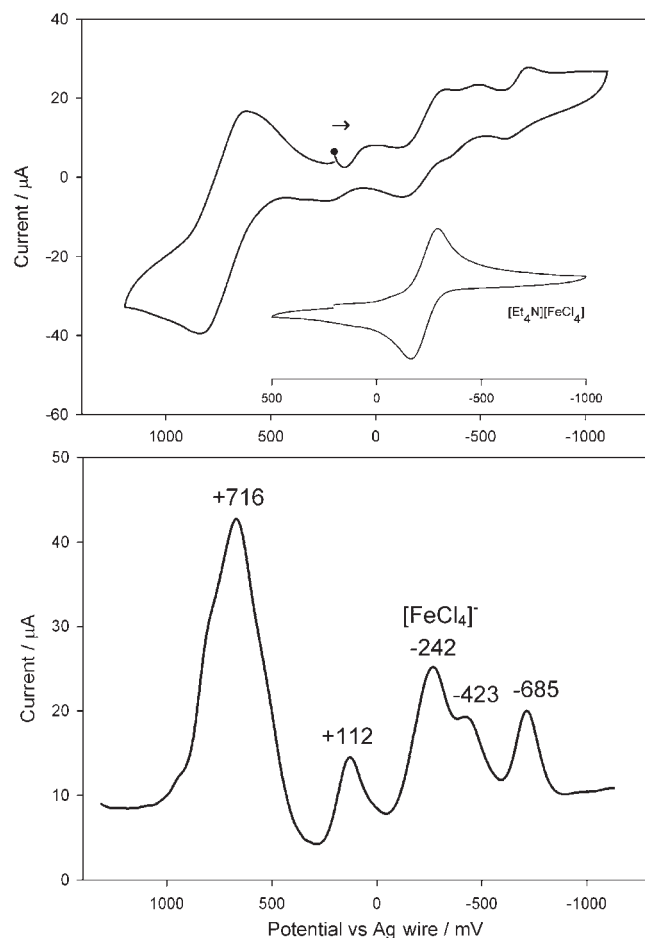 40
20
0
-20
-40
-60
Current / μA
→
[Et₄N][FeCl₄]
500 0 -500 -1000
1000 500 0 -500 -1000
50
40
30
20
10
0
Current / μA
+716
+112
[FeCl₄]⁻
-242
-423
-685
1000 500 0 -500 -1000
Potential vs Ag wire / mV